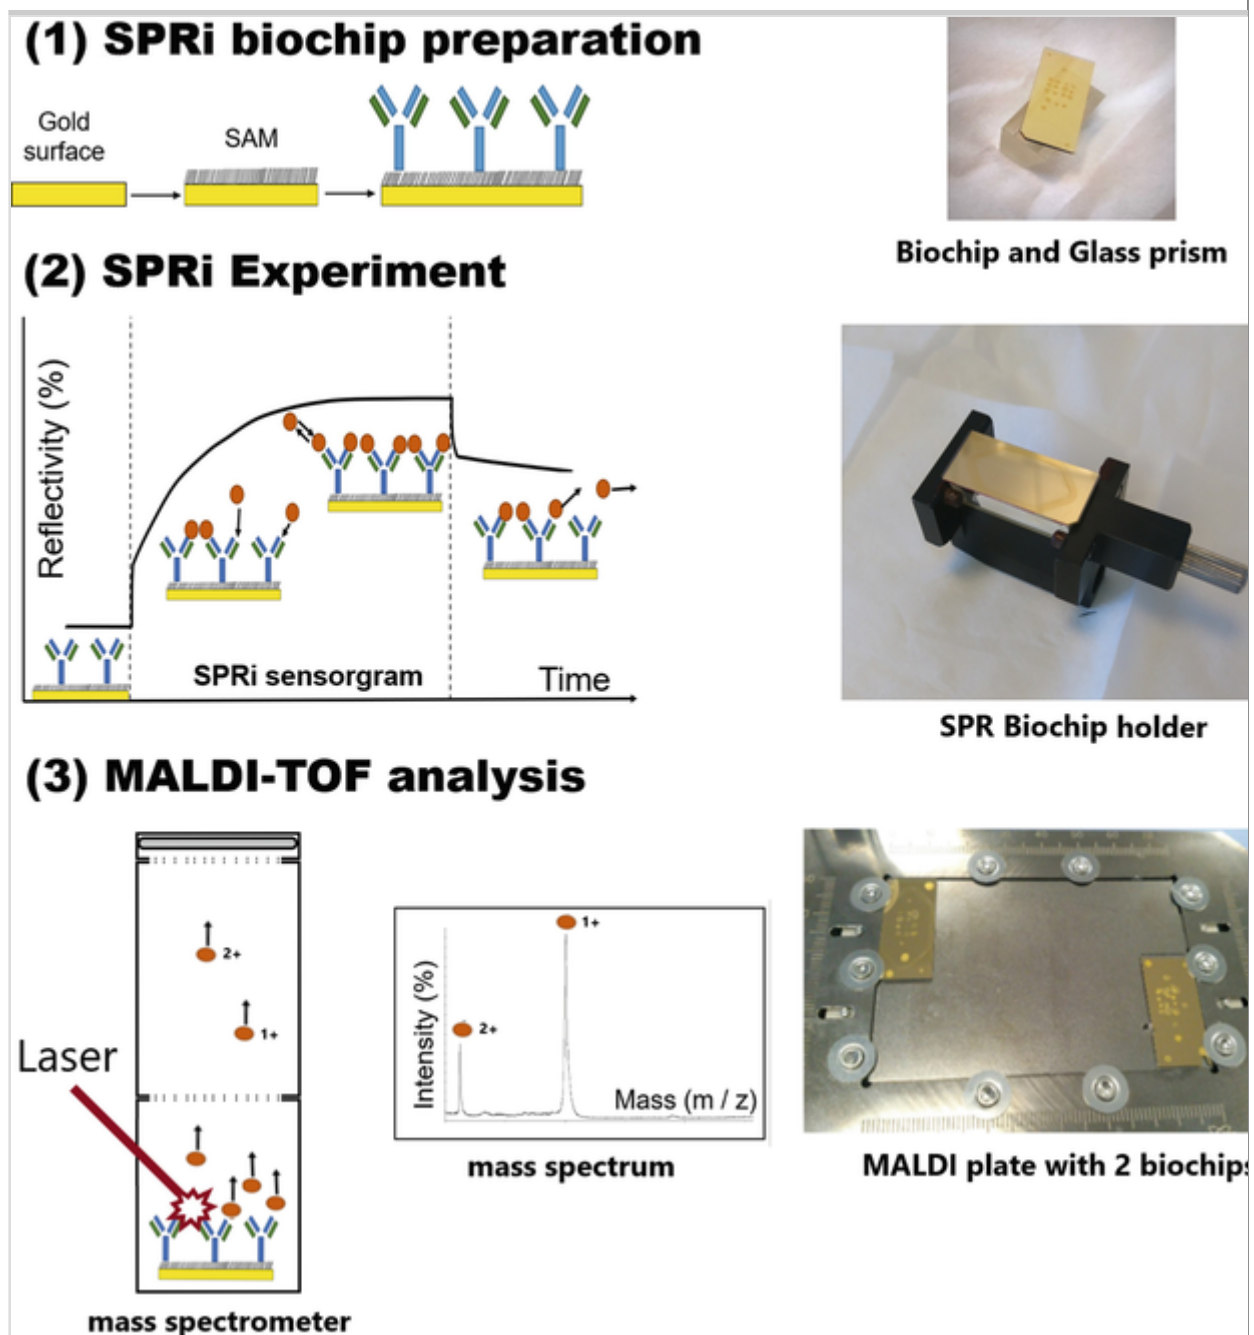 (1) SPRi biochip preparation
Gold
surface
SAM
Biochip and Glass prism
(2) SPRi Experiment
Reflectivity (%)
SPRi sensorgram
Time
SPR Biochip holder
(3) MALDI-TOF analysis
2+
1+
Laser
mass spectrometer
1+
2+
Intensity (%)
Mass (m / z)
mass spectrum
40
MALDI plate with 2 biochips